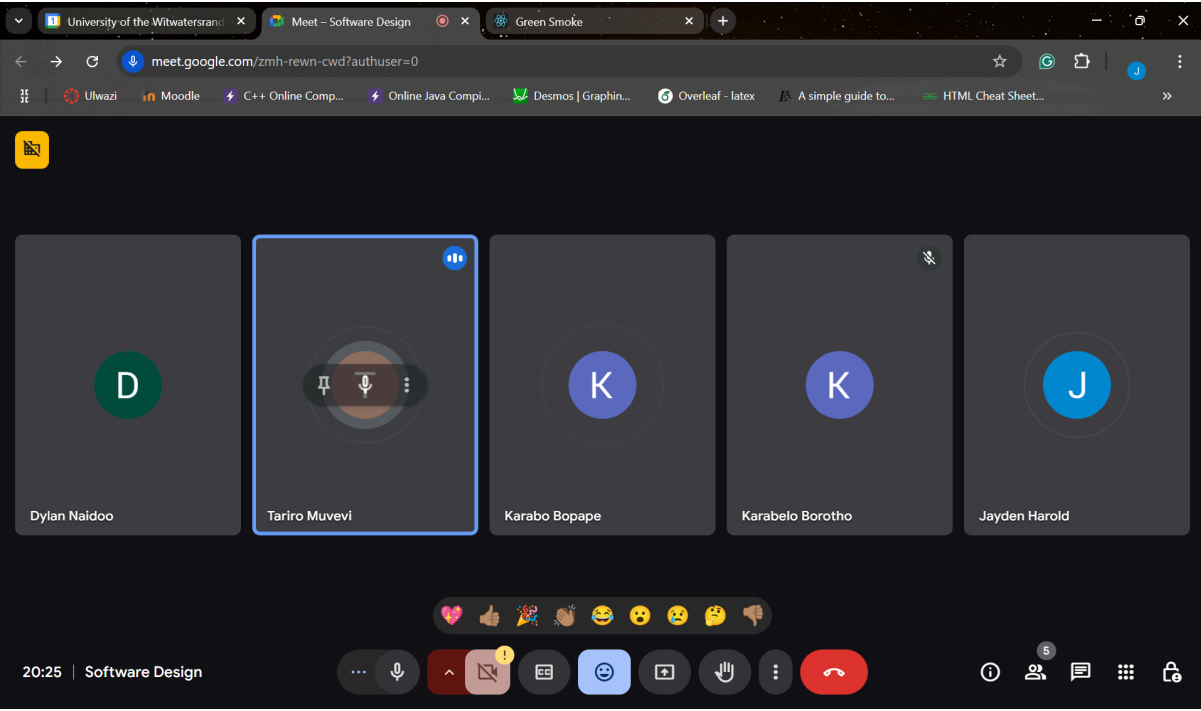 University of the Witwatersrand
Meet – Software Design
Green Smoke
meet.google.com/zmh-rewn-cwd?authuser=0
G
J
Ulwazi
Moodle
C++ Online Comp...
Online Java Compi...
Desmos | Graphin...
Overleaf - latex
A simple guide to...
HTML Cheat Sheet...
D
K
K
J
Dylan Naidoo
Tariro Muvevi
Karabo Bopape
Karabelo Borotho
Jayden Harold
20:25 | Software Design
CC
5